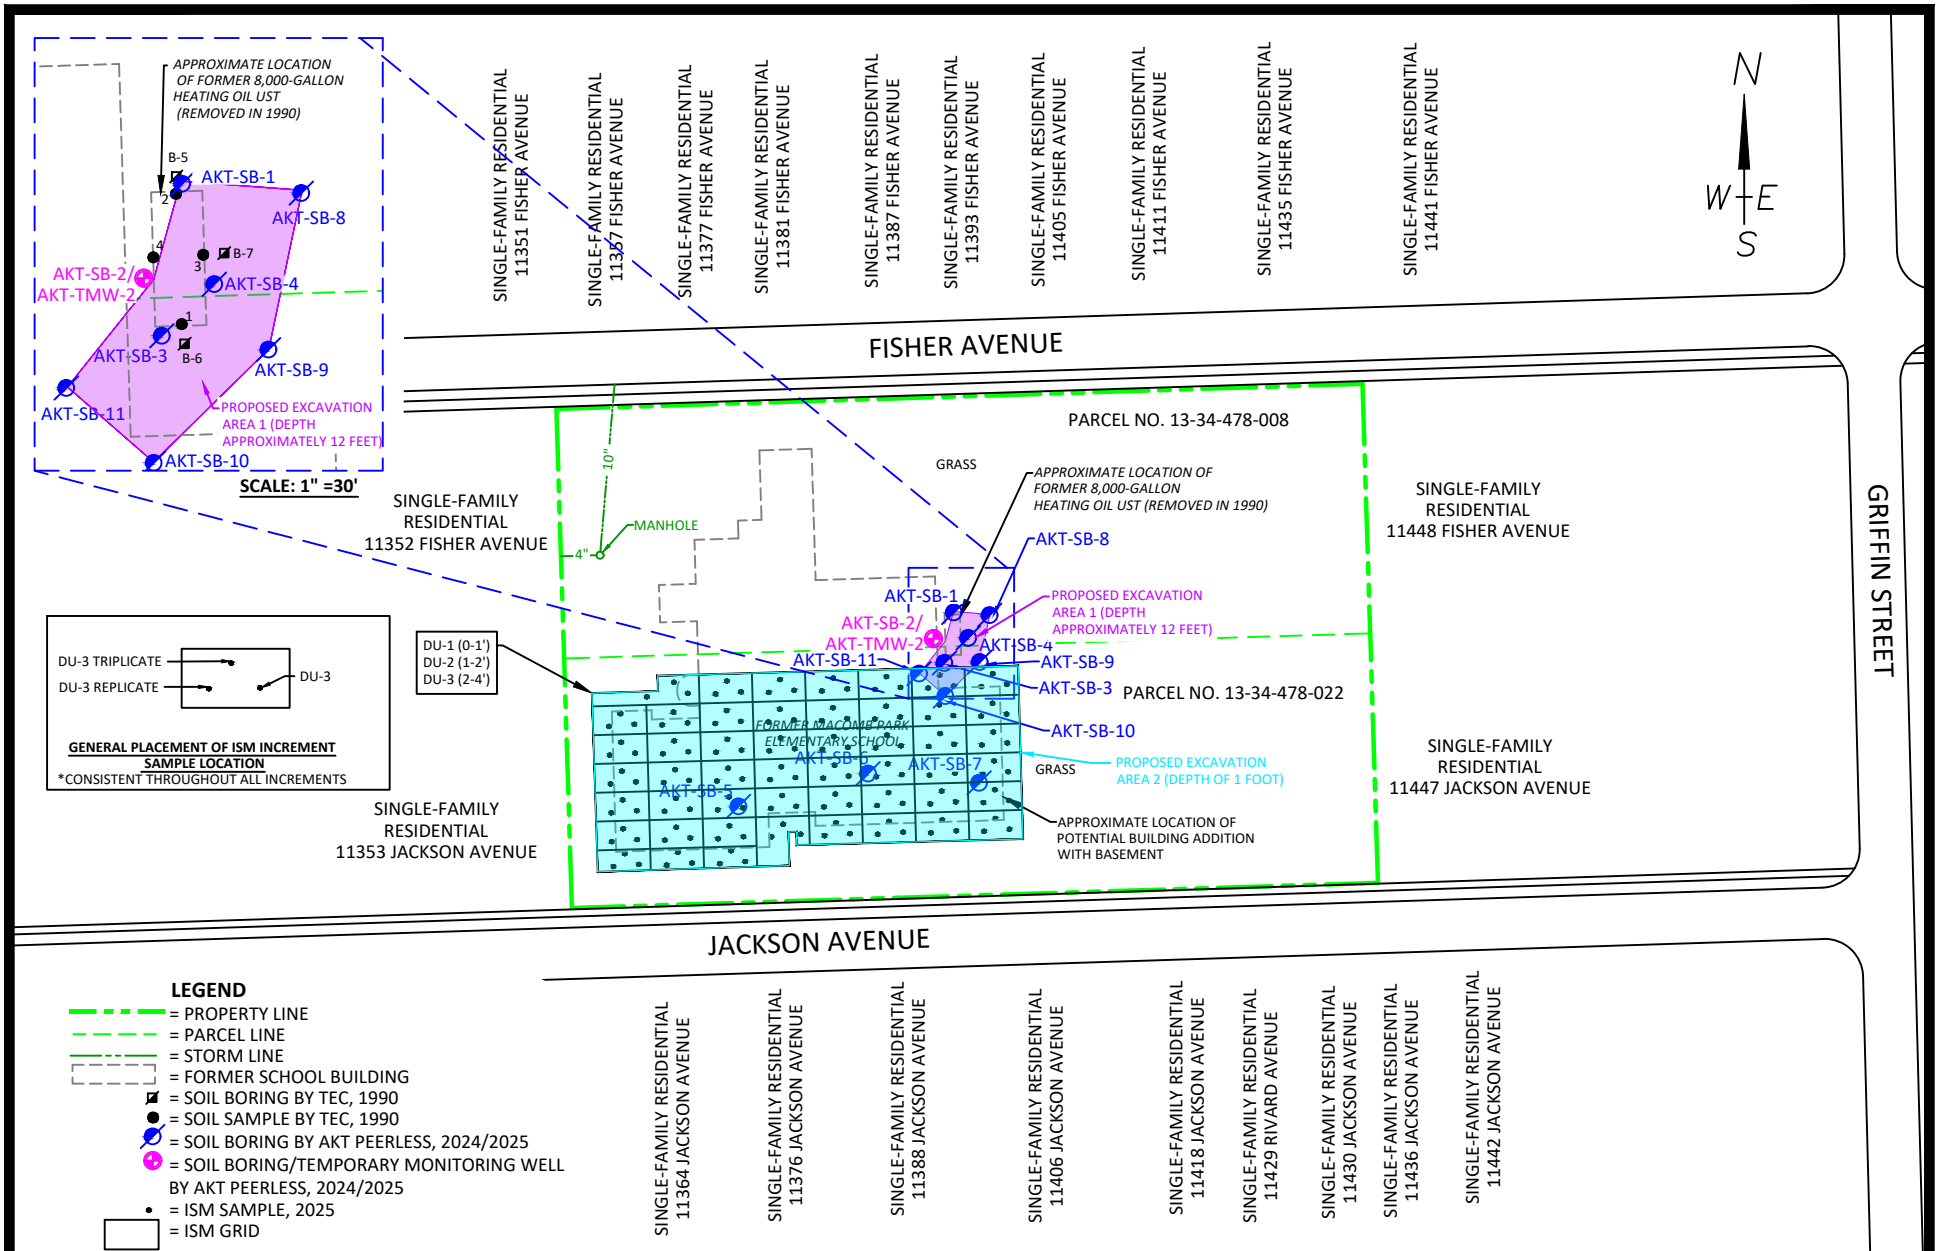 APPROXIMATE LOCATION
OF FORMER 8,000-GALLON
HEATING OIL UST
(REMOVED IN 1990)
B-5
AKT-SB-1
2
AKT-SB-8
4
3
B-7
AKT-SB-2/
AKT-TMW-2
AKT-SB-4
1
AKT-SB-3
B-6
AKT-SB-9
AKT-SB-11
PROPOSED EXCAVATION
AREA 1 (DEPTH
APPROXIMATELY 12 FEET)
AKT-SB-10
SCALE: 1" =30'
SINGLE-FAMILY RESIDENTIAL
11351 FISHER AVENUE
SINGLE-FAMILY RESIDENTIAL
11357 FISHER AVENUE
SINGLE-FAMILY RESIDENTIAL
11377 FISHER AVENUE
SINGLE-FAMILY RESIDENTIAL
11381 FISHER AVENUE
SINGLE-FAMILY RESIDENTIAL
11387 FISHER AVENUE
SINGLE-FAMILY RESIDENTIAL
11393 FISHER AVENUE
SINGLE-FAMILY RESIDENTIAL
11405 FISHER AVENUE
SINGLE-FAMILY RESIDENTIAL
11411 FISHER AVENUE
SINGLE-FAMILY RESIDENTIAL
11435 FISHER AVENUE
SINGLE-FAMILY RESIDENTIAL
11441 FISHER AVENUE
N
W E
S
FISHER AVENUE
GRIFFIN STREET
PARCEL NO. 13-34-478-008
GRASS
APPROXIMATE LOCATION OF
FORMER 8,000-GALLON
HEATING OIL UST (REMOVED IN 1990)
10"
MANHOLE
4"
SINGLE-FAMILY
RESIDENTIAL
11352 FISHER AVENUE
SINGLE-FAMILY
RESIDENTIAL
11448 FISHER AVENUE
AKT-SB-8
AKT-SB-1
PROPOSED EXCAVATION
AREA 1 (DEPTH
APPROXIMATELY 12 FEET)
AKT-SB-2/
AKT-TMW-2
AKT-SB-4
AKT-SB-11
AKT-SB-9
AKT-SB-3
PARCEL NO. 13-34-478-022
AKT-SB-10
DU-1 (0-1')
DU-2 (1-2')
DU-3 (2-4')
FORMER MACOMB PARK
ELEMENTARY SCHOOL
AKT-SB-6
AKT-SB-7
AKT-SB-5
GRASS
PROPOSED EXCAVATION
AREA 2 (DEPTH OF 1 FOOT)
APPROXIMATE LOCATION OF
POTENTIAL BUILDING ADDITION
WITH BASEMENT
SINGLE-FAMILY
RESIDENTIAL
11447 JACKSON AVENUE
DU-3 TRIPLICATE
DU-3 REPLICATE
DU-3
GENERAL PLACEMENT OF ISM INCREMENT
SAMPLE LOCATION
*CONSISTENT THROUGHOUT ALL INCREMENTS
SINGLE-FAMILY
RESIDENTIAL
11353 JACKSON AVENUE
JACKSON AVENUE
LEGEND
= PROPERTY LINE
= PARCEL LINE
= STORM LINE
= FORMER SCHOOL BUILDING
= SOIL BORING BY TEC, 1990
= SOIL SAMPLE BY TEC, 1990
= SOIL BORING BY AKT PEERLESS, 2024/2025
= SOIL BORING/TEMPORARY MONITORING WELL
BY AKT PEERLESS, 2024/2025
= ISM SAMPLE, 2025
= ISM GRID
SINGLE-FAMILY RESIDENTIAL
11364 JACKSON AVENUE
SINGLE-FAMILY RESIDENTIAL
11376 JACKSON AVENUE
SINGLE-FAMILY RESIDENTIAL
11388 JACKSON AVENUE
SINGLE-FAMILY RESIDENTIAL
11406 JACKSON AVENUE
SINGLE-FAMILY RESIDENTIAL
11418 JACKSON AVENUE
SINGLE-FAMILY RESIDENTIAL
11429 RIVARD AVENUE
SINGLE-FAMILY RESIDENTIAL
11430 JACKSON AVENUE
SINGLE-FAMILY RESIDENTIAL
11436 JACKSON AVENUE
SINGLE-FAMILY RESIDENTIAL
11442 JACKSON AVENUE